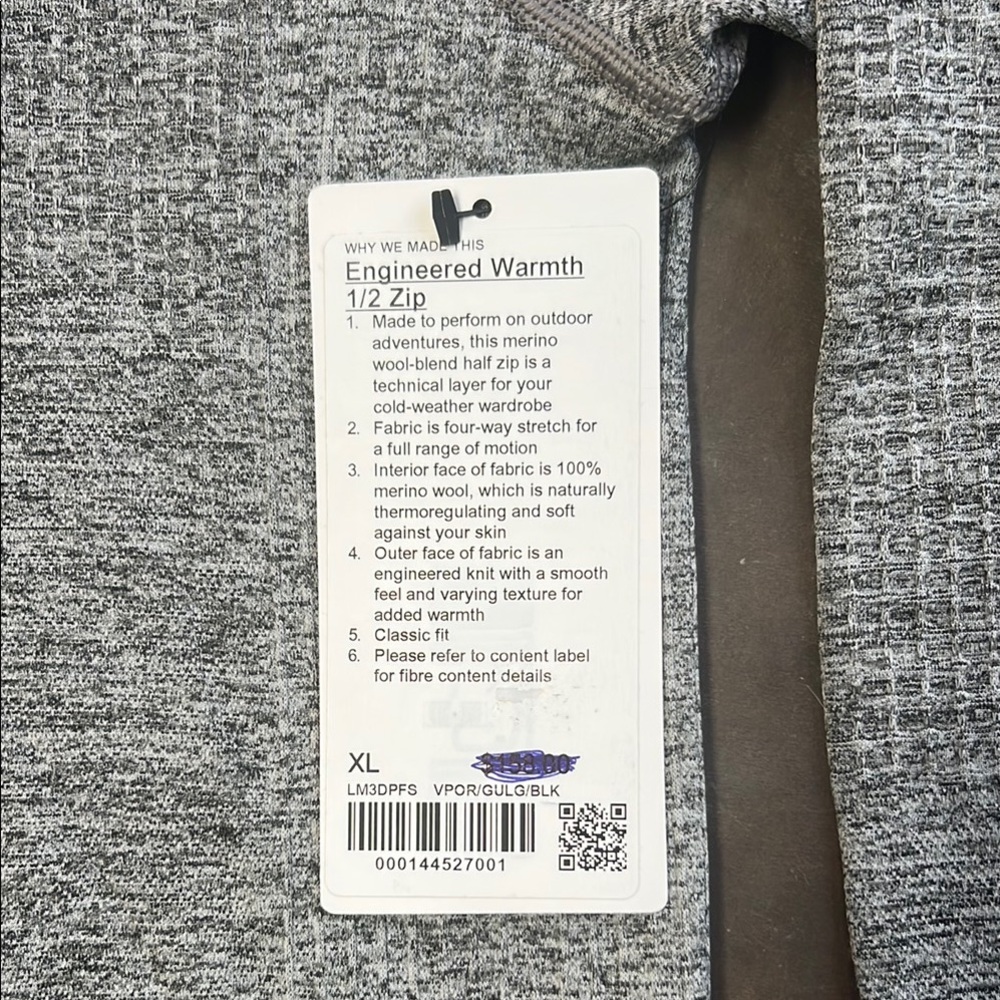 WHY WE MADE THIS
Engineered Warmth
1/2 Zip
1. Made to perform on outdoor
adventures, this merino
wool-blend half zip is a
technical layer for your
cold-weather wardrobe
2. Fabric is four-way stretch for
a full range of motion
3. Interior face of fabric is 100%
merino wool, which is naturally
thermoregulating and soft
against your skin
4. Outer face of fabric is an
engineered knit with a smooth
feel and varying texture for
added warmth
5. Classic fit
6. Please refer to content label
for fibre content details
XL
LM3DPFS VPOR/GULG/BLK
000144527001